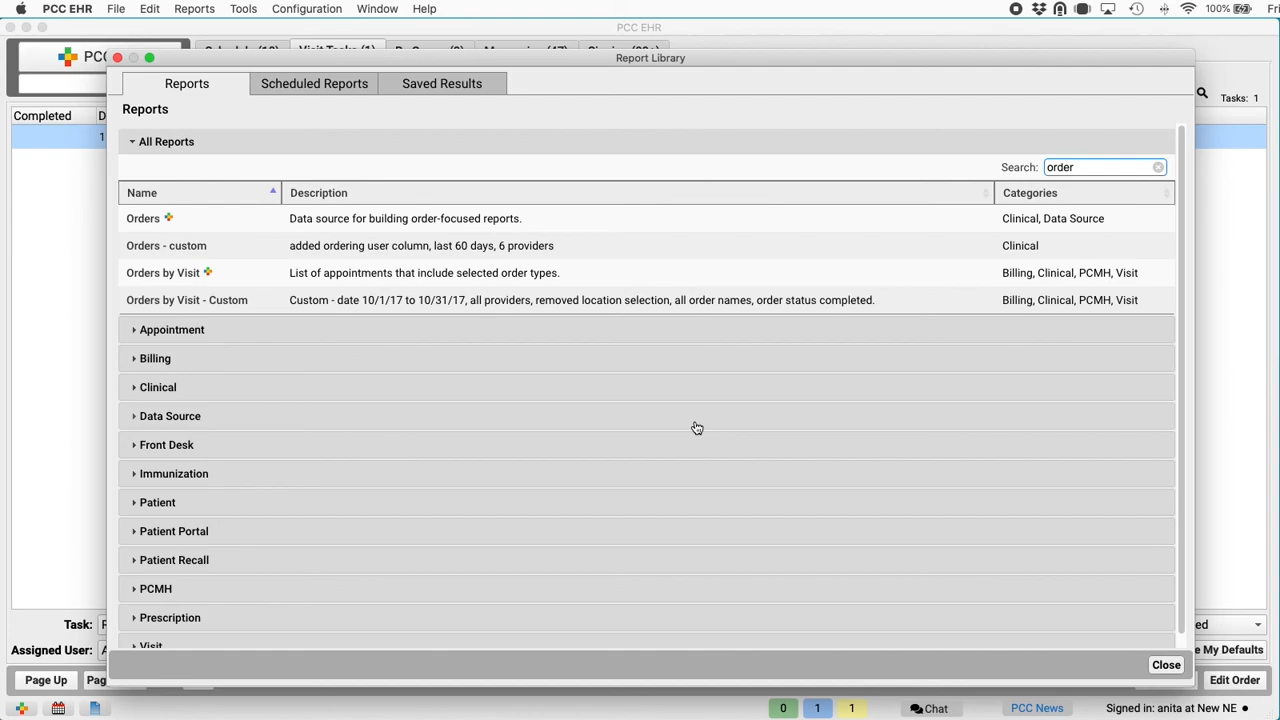 PCC EHR File Edit Reports Tools Configuration Window Help 100% Fri
PCC EHR
PCC
Report Library
Reports Scheduled Reports Saved Results
Tasks: 1
Reports
Completed
All Reports
1
Search: order
Name Description Categories
Orders Data source for building order-focused reports. Clinical, Data Source
Orders - custom added ordering user column, last 60 days, 6 providers Clinical
Orders by Visit List of appointments that include selected order types. Billing, Clinical, PCMH, Visit
Orders by Visit - Custom Custom - date 10/1/17 to 10/31/17, all providers, removed location selection, all order names, order status completed. Billing, Clinical, PCMH, Visit
Appointment
Billing
Clinical
Data Source
Front Desk
Immunization
Patient
Patient Portal
Patient Recall
PCMH
Prescription
Visit
Task: ed
Assigned User: e My Defaults
Close
Page Up Pag Edit Order
0 1 1 Chat PCC News Signed in: anita at New NE